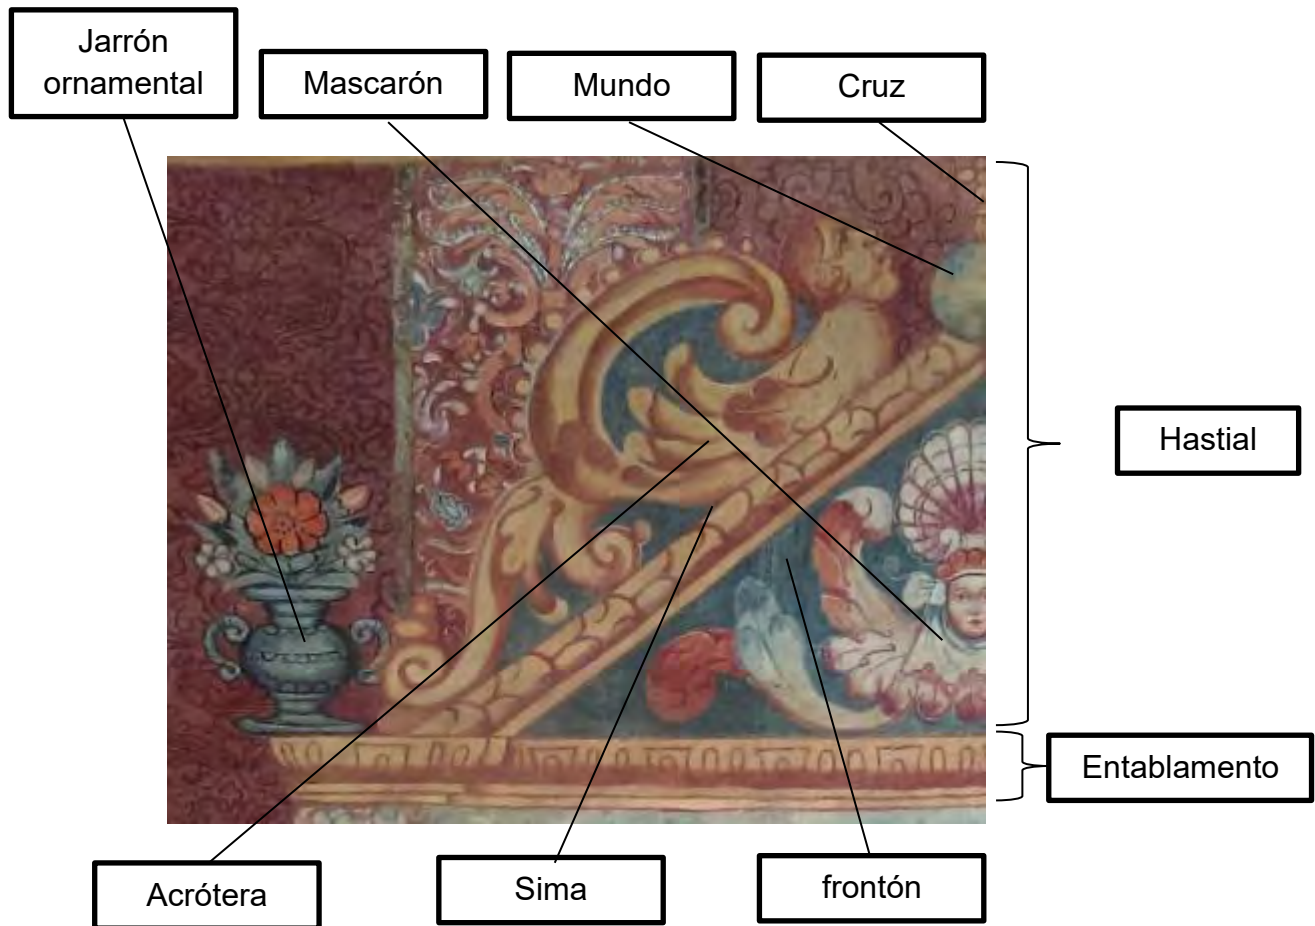 Jarrón
ornamental
Mascarón
Mundo
Cruz
Hastial
Entablamento
Acrótera
Sima
frontón